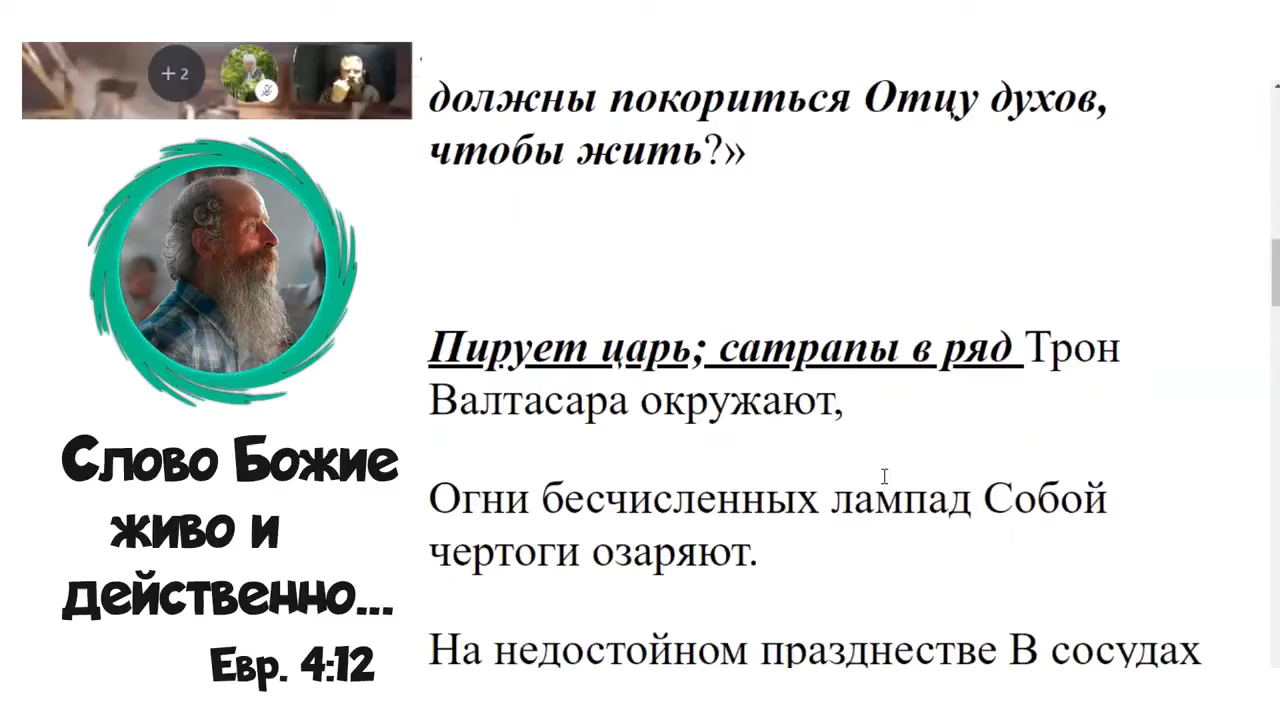 +2
должны покориться Отцу духов,
чтобы жить?»
Пирует царь; сатрапы в ряд Трон
Валтасара окружают,
Огни бесчисленных лампад Собой
чертоги озаряют.
На недостойном празднестве В сосудах
Слово Божие
живо и
действенно...
Евр. 4:12